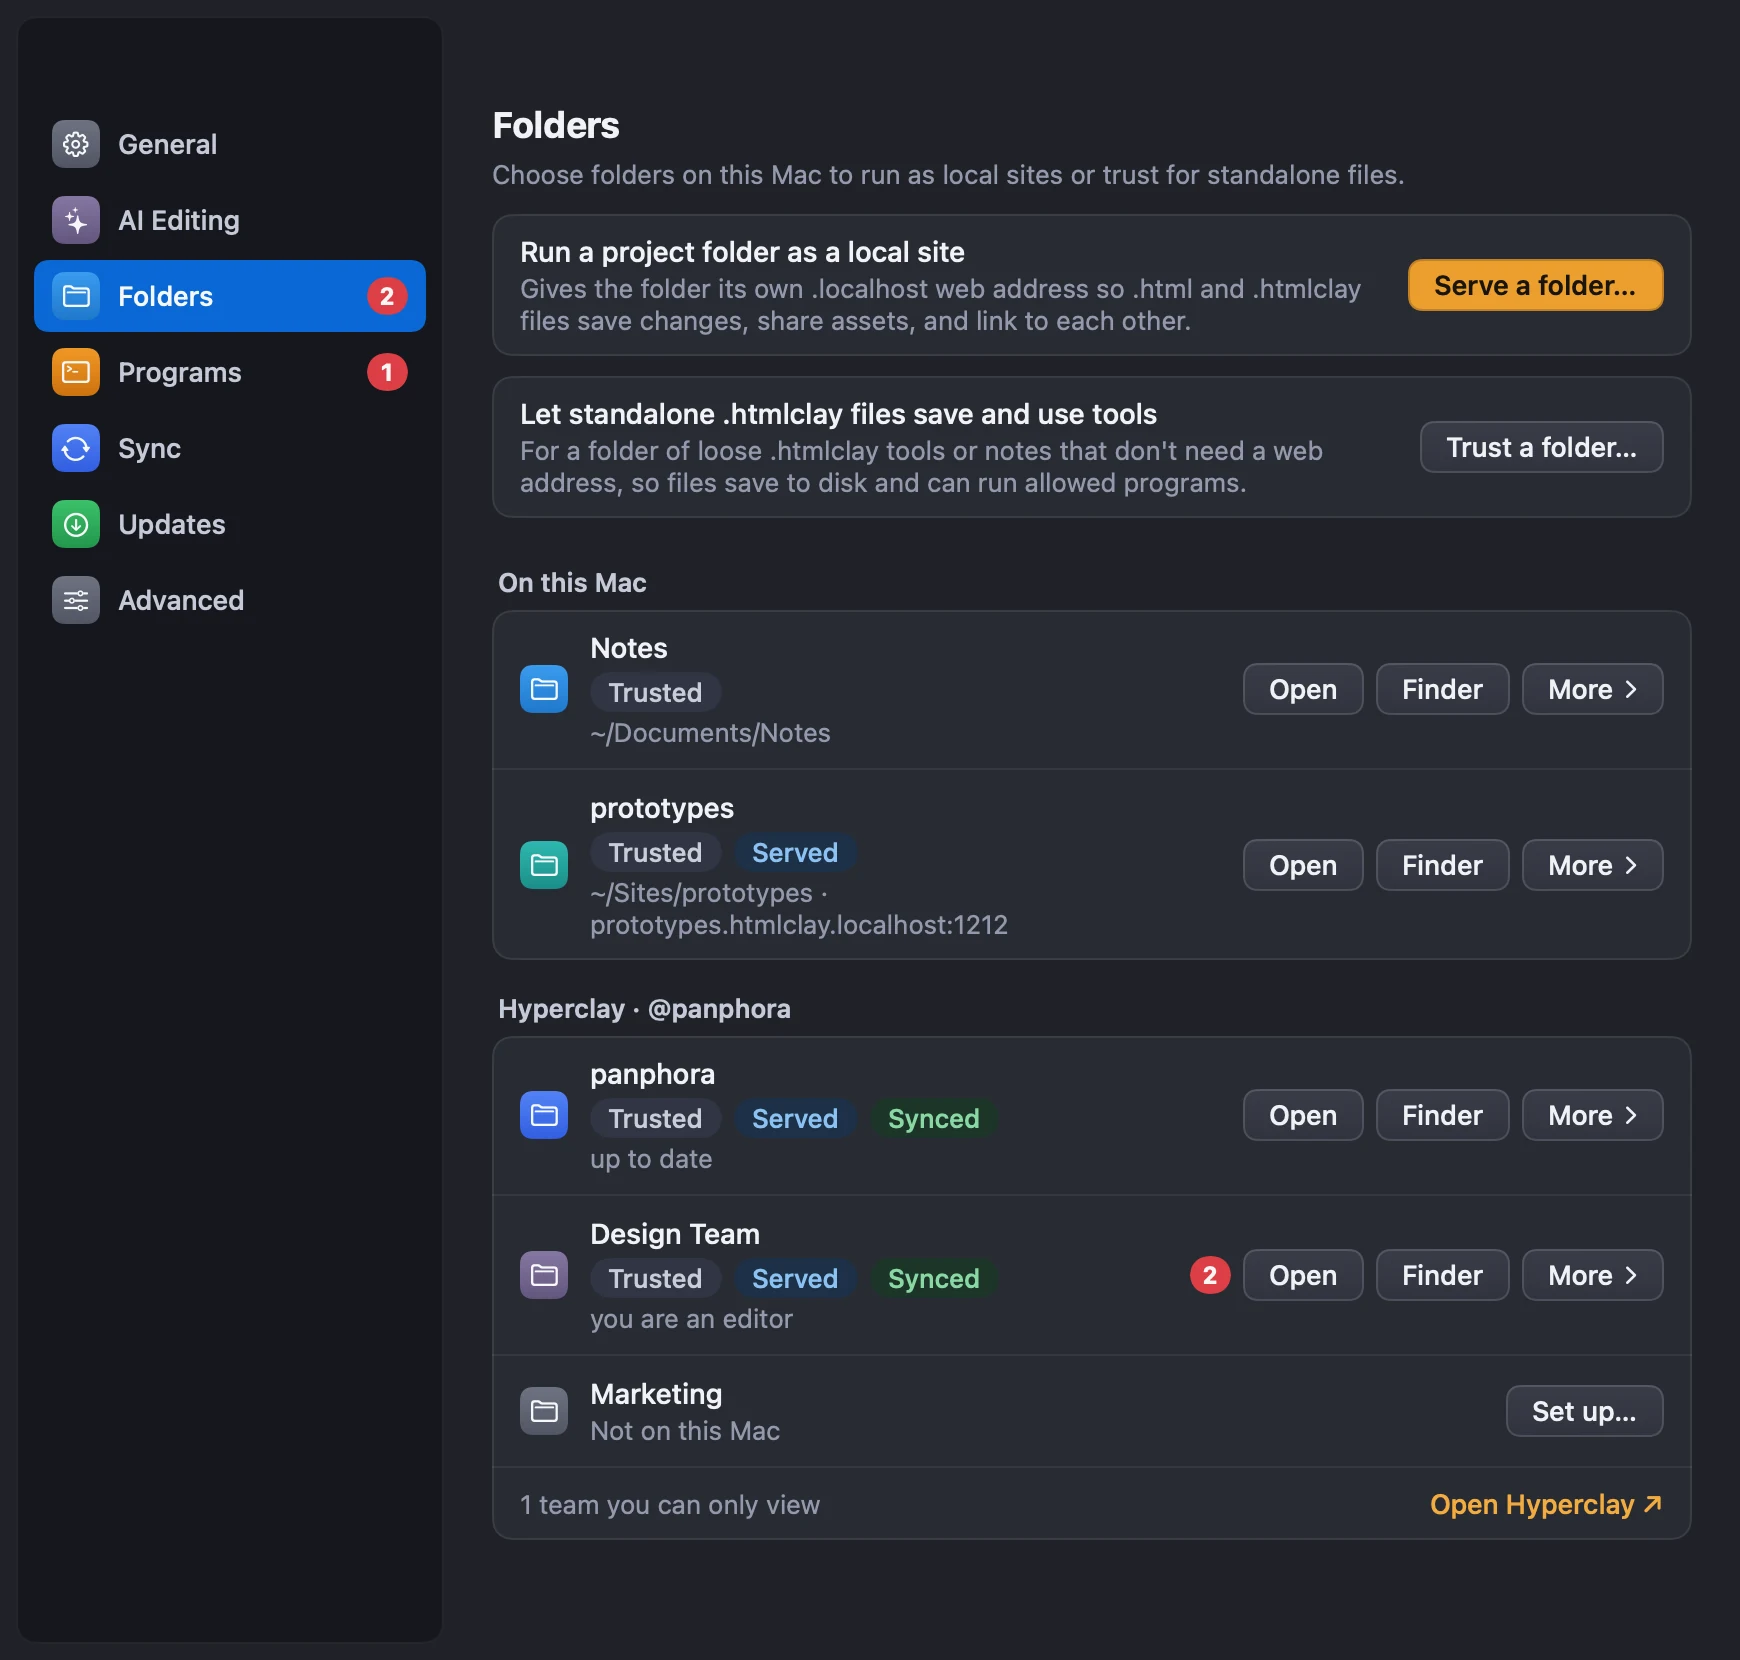 General
AI Editing
Folders
2
Programs
1
Sync
Updates
Advanced
Folders
Choose folders on this Mac to run as local sites or trust for standalone files.
Run a project folder as a local site
Gives the folder its own .localhost web address so .html and .htmlclay
files save changes, share assets, and link to each other.
Serve a folder...
Let standalone .htmlclay files save and use tools
For a folder of loose .htmlclay tools or notes that don't need a web
address, so files save to disk and can run allowed programs.
Trust a folder...
On this Mac
Notes
Trusted
~/Documents/Notes
Open Finder More >
prototypes
Trusted Served
~/Sites/prototypes ·
prototypes.htmlclay.localhost:1212
Open Finder More >
Hyperclay · @panphora
panphora
Trusted Served Synced
up to date
Open Finder More >
Design Team
Trusted Served Synced
you are an editor
2 Open Finder More >
Marketing
Not on this Mac
Set up...
1 team you can only view
Open Hyperclay ↗